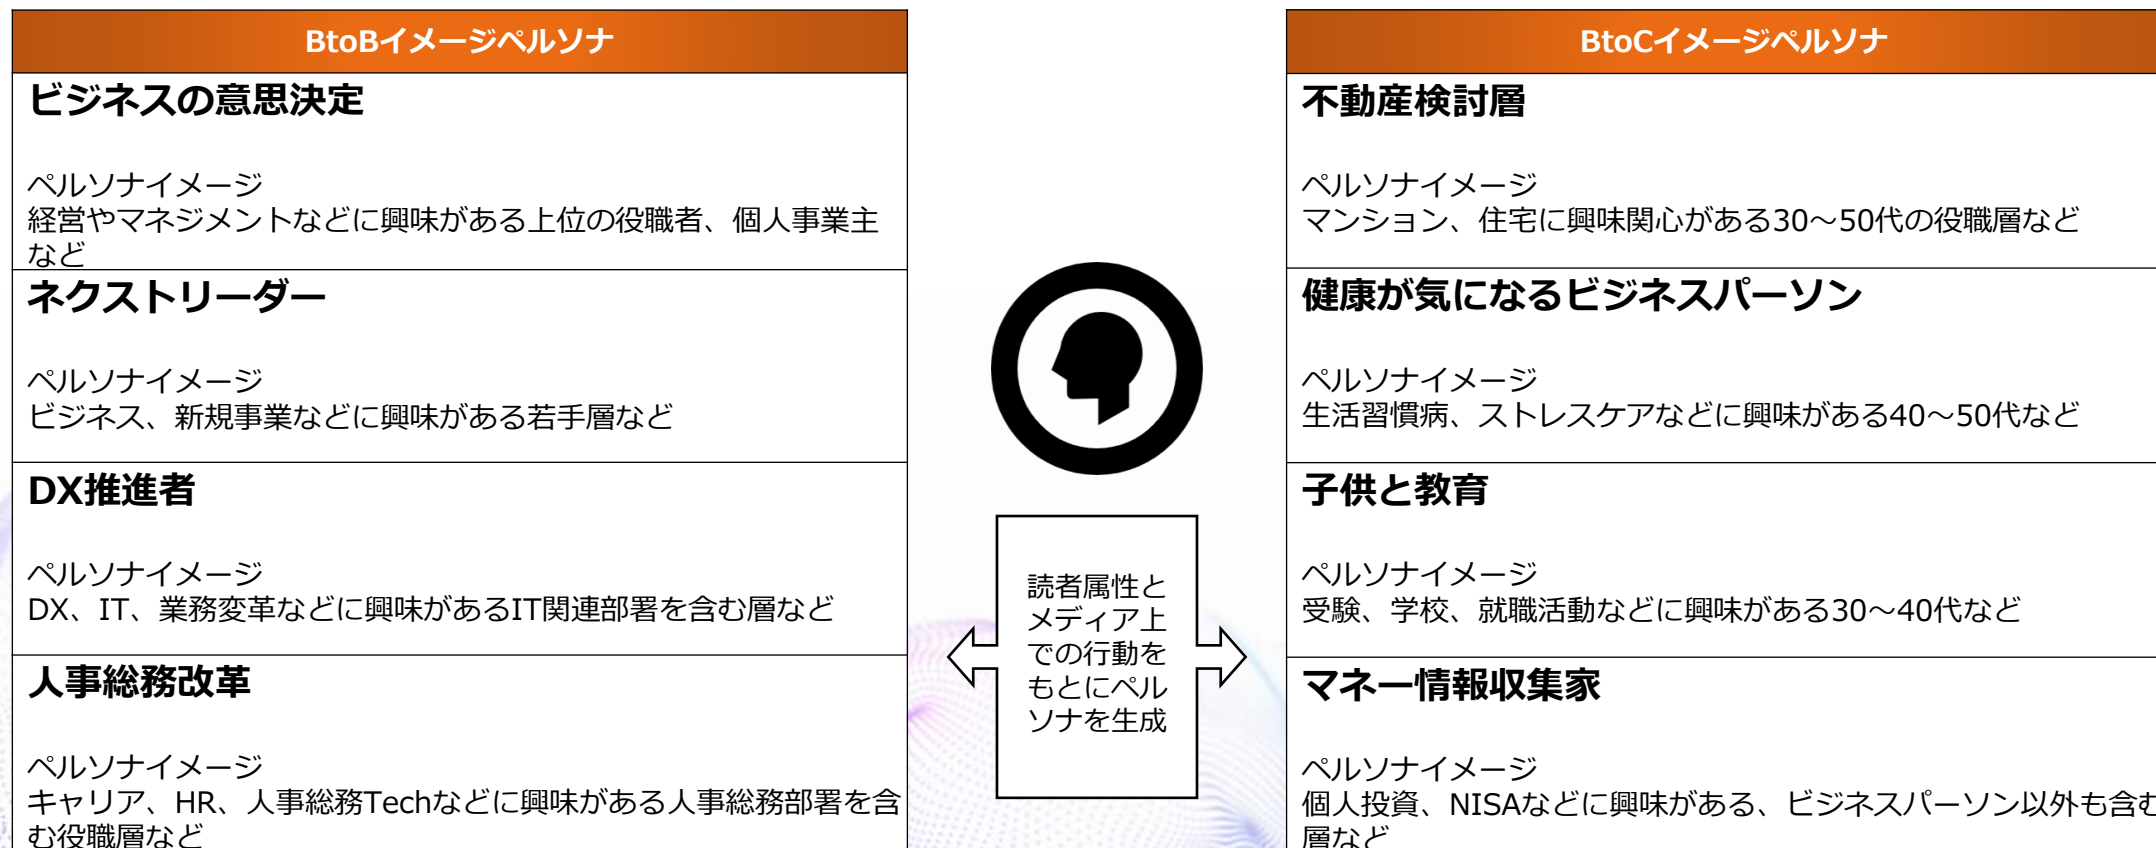 BtoBイメージペルソナ
ビジネスの意思決定
ペルソナイメージ
経営やマネジメントなどに興味がある上位の役職者、個人事業主
など
ネクストリーダー
ペルソナイメージ
ビジネス、新規事業などに興味がある若手層など
DX推進者
ペルソナイメージ
DX、IT、業務変革などに興味があるIT関連部署を含む層など
人事総務改革
ペルソナイメージ
キャリア、HR、人事総務Techなどに興味がある人事総務部署を含
む役職層など
読者属性と
メディア上
での行動を
もとにペル
ソナを生成
BtoCイメージペルソナ
不動産検討層
ペルソナイメージ
マンション、住宅に興味関心がある30～50代の役職層など
健康が気になるビジネスパーソン
ペルソナイメージ
生活習慣病、ストレスケアなどに興味がある40～50代など
子供と教育
ペルソナイメージ
受験、学校、就職活動などに興味がある30～40代など
マネー情報収集家
ペルソナイメージ
個人投資、NISAなどに興味がある、ビジネスパーソン以外も含む
層など